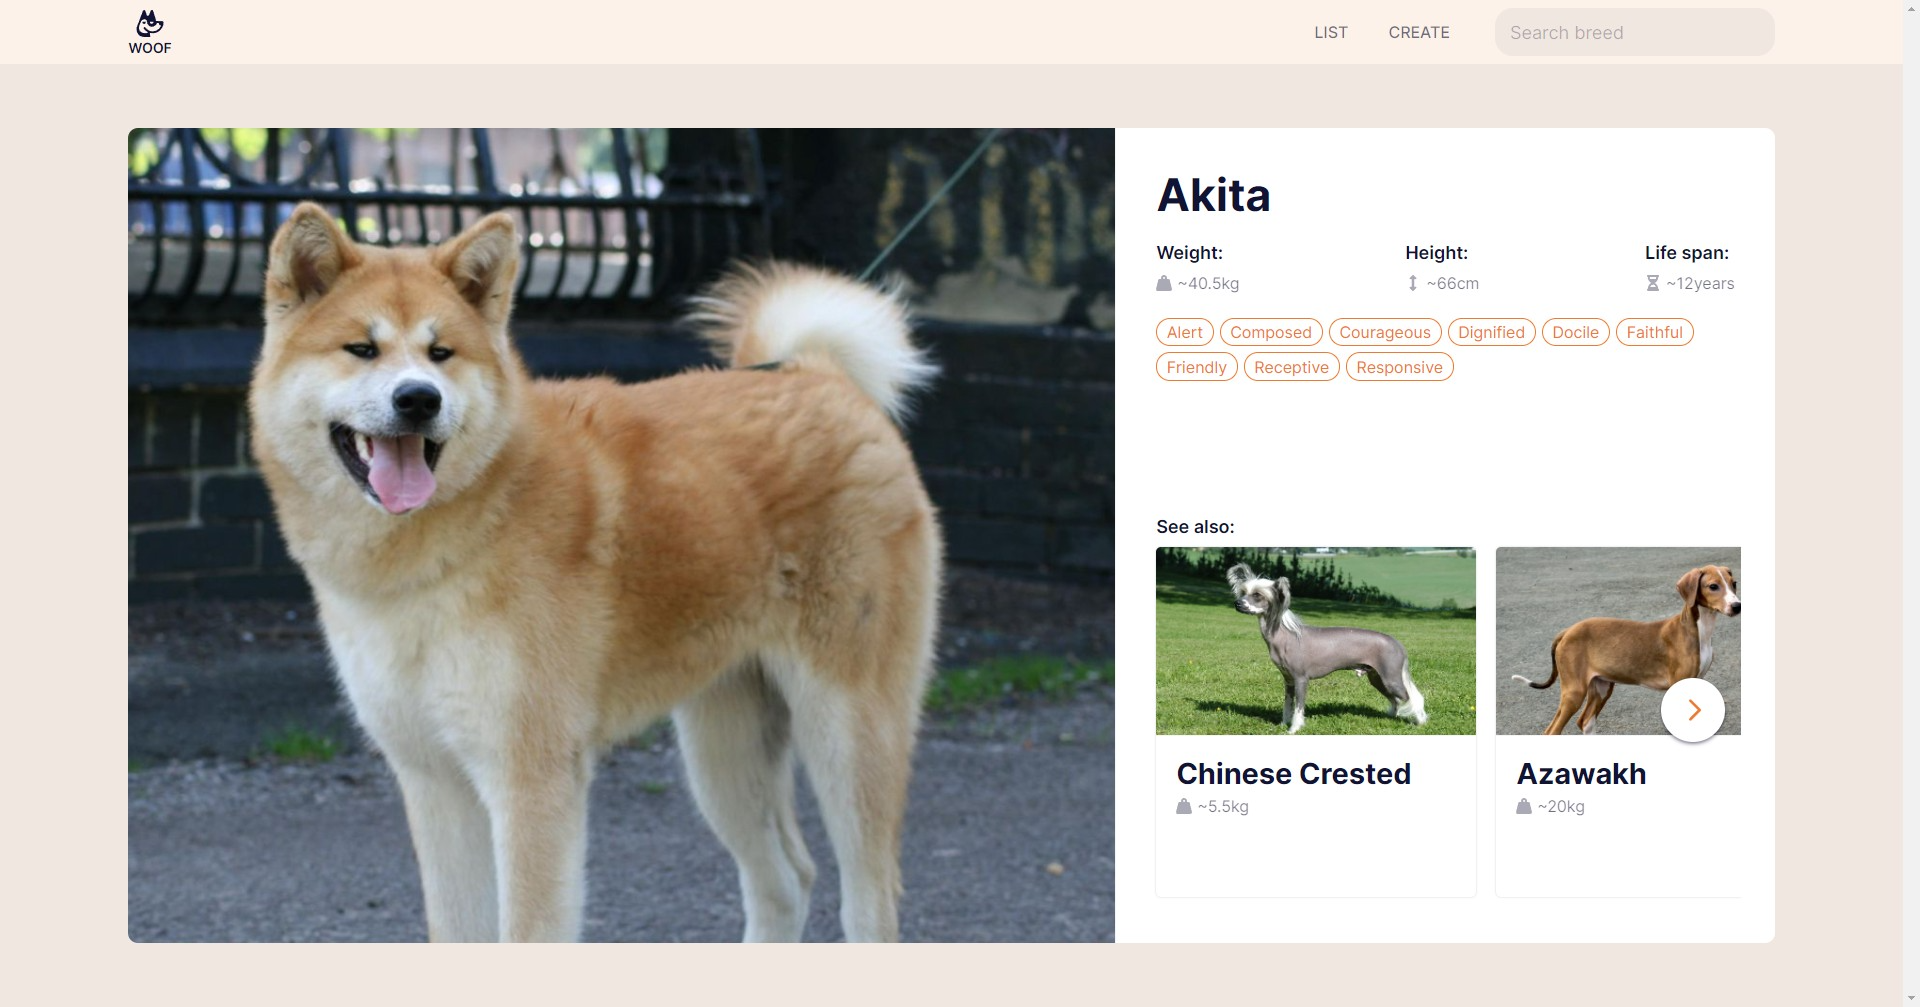 WOOF
LIST CREATE Search breed
Akita
Weight: Height: Life span:
~40.5kg ~66cm ~12years
Alert Composed Courageous Dignified Docile Faithful
Friendly Receptive Responsive
See also:
Chinese Crested Azawakh
~5.5kg ~20kg